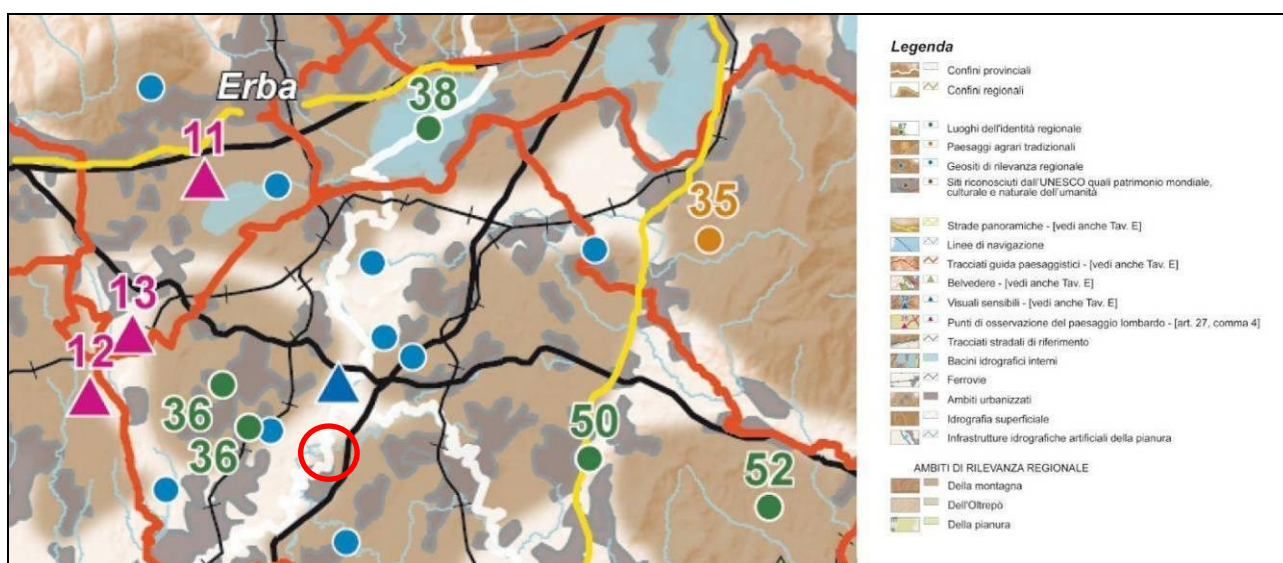 Erba
38
11
35
13
12
36
36
50
52
Legenda
Confini provinciali
Confini regionali
Luoghi dell'identità regionale
Paesaggi agrari tradizionali
Geositi di rilevanza regionale
Siti riconosciuti dall'UNESCO quali patrimonio mondiale,
culturale e naturale dell'umanità
Strade panoramiche - [vedi anche Tav. E]
Linee di navigazione
Tracciati guida paesaggistici - [vedi anche Tav. E]
Belvedere - [vedi anche Tav. E]
Visuali sensibili - [vedi anche Tav. E]
Punti di osservazione del paesaggio lombardo - [art. 27, comma 4]
Tracciati stradali di riferimento
Bacini idrografici interni
Ferrovie
Ambiti urbanizzati
Idrografia superficiale
Infrastrutture idrografiche artificiali della pianura
AMBITI DI RILEVANZA REGIONALE
Della montagna
Dell'Oltrepò
Della pianura